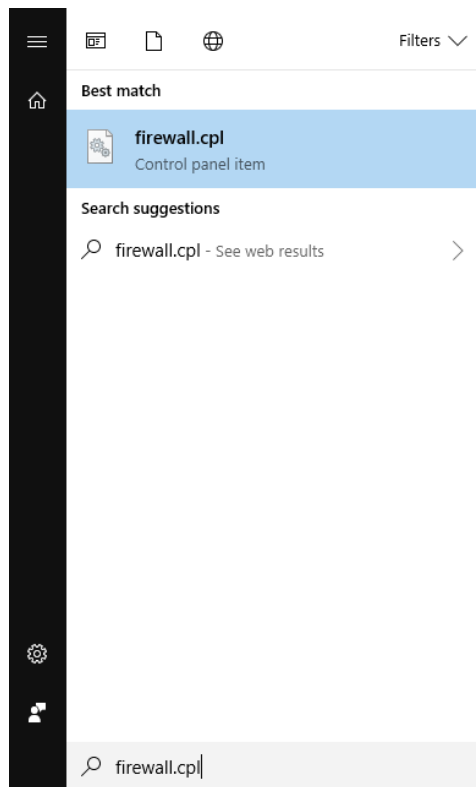 Filters
Best match
firewall.cpl
Control panel item
Search suggestions
firewall.cpl - See web results
firewall.cpl